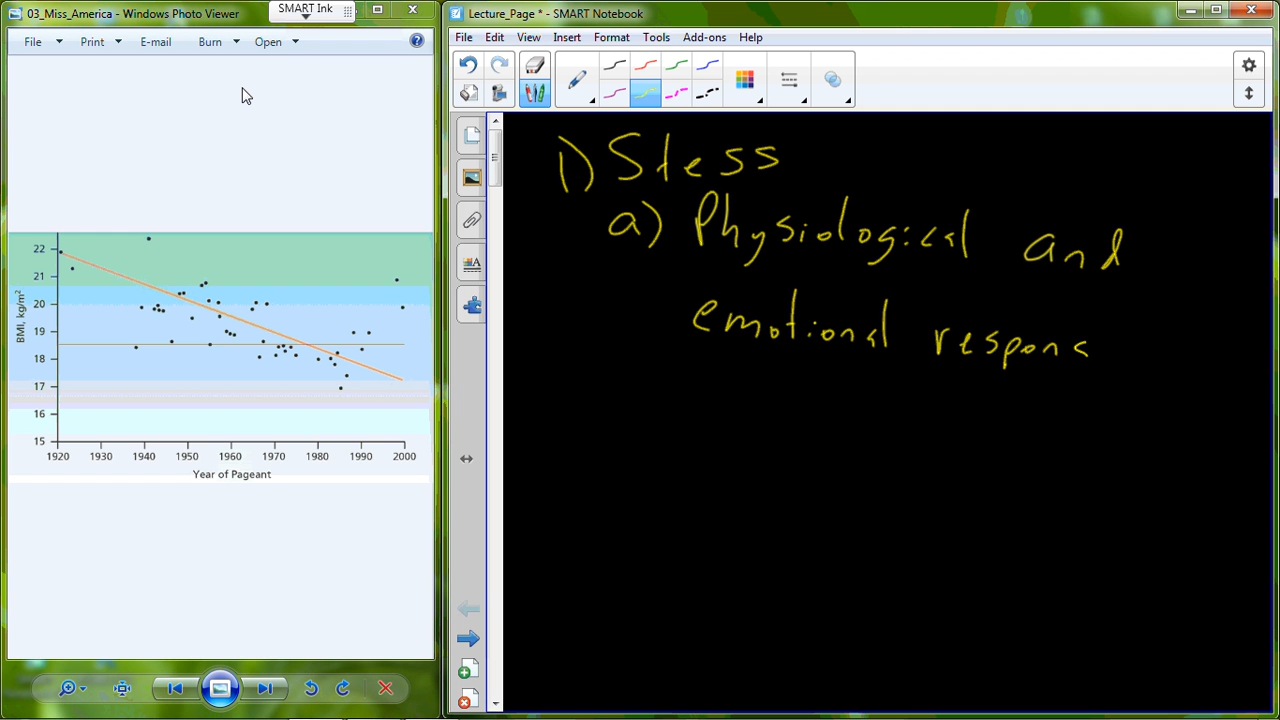 03_Miss_America - Windows Photo Viewer
SMART Ink
File Print E-mail Burn Open
22
21
20
19
18
17
16
15
BMI, kg/m²
1920 1930 1940 1950 1960 1970 1980 1990 2000
Year of Pageant
Lecture_Page * - SMART Notebook
File Edit View Insert Format Tools Add-ons Help
1) Stess
a) Physiological and
emotional respons